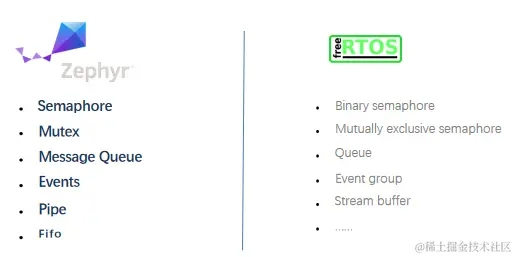 Zephyr
Semaphore
Mutex
Message Queue
Events
Pipe
Fifo
free RTOS
Binary semaphore
Mutually exclusive semaphore
Queue
Event group
Stream buffer
……
@稀土掘金技术社区